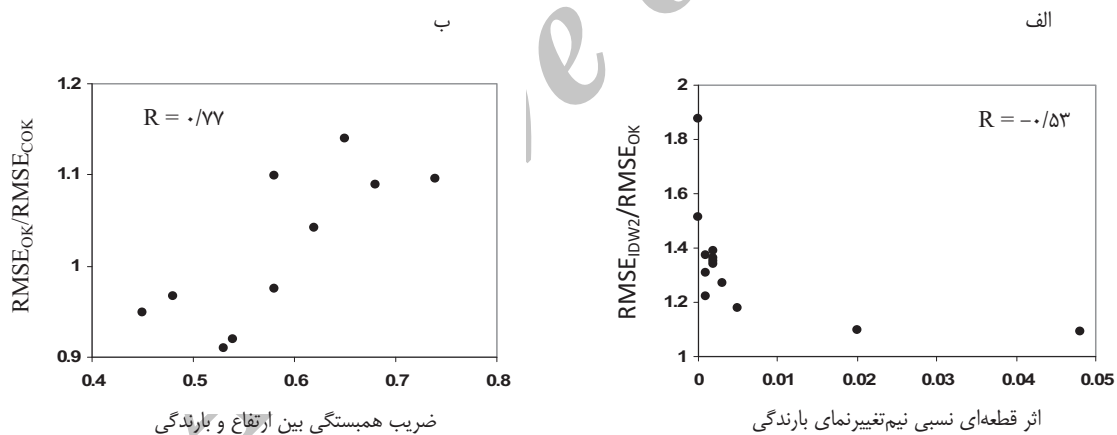 الف
2
1.8
1.6
1.4
1.2
1
R = -۰/۵۳
RMSE_IDW2/RMSE_OK
0 0.01 0.02 0.03 0.04 0.05
اثر قطعه‌ای نسبی نیم‌تغییرنمای بارندگی
ب
1.2
1.1
1
0.9
R = ۰/۷۷
RMSE_OK/RMSE_COK
0.4 0.5 0.6 0.7 0.8
ضریب همبستگی بین ارتفاع و بارندگی